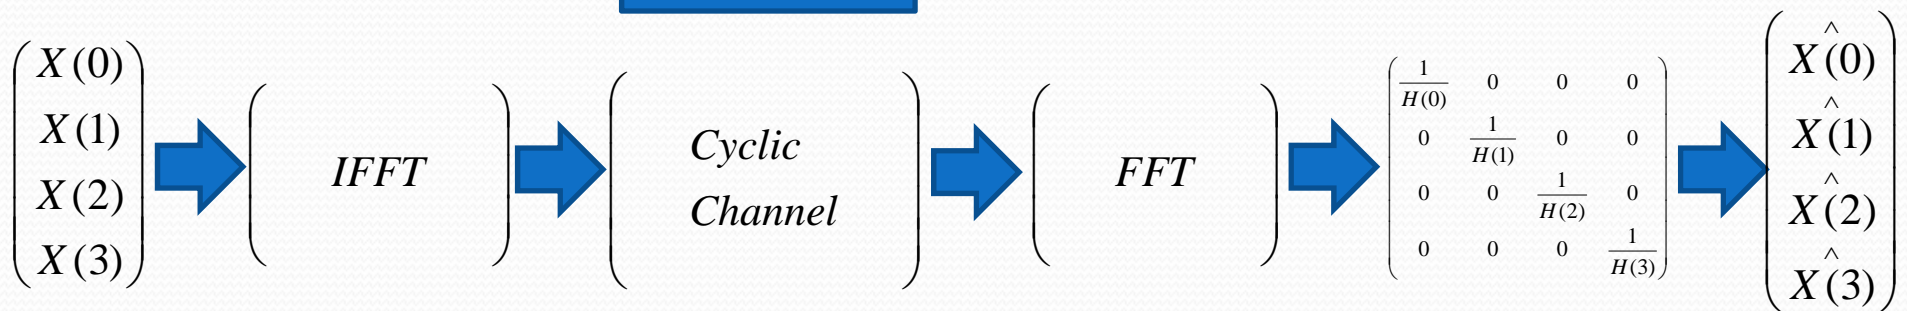 X(0)
X(1)
X(2)
X(3)
IFFT
Cyclic
Channel
FFT
1/H(0) 0 0 0
0 1/H(1) 0 0
0 0 1/H(2) 0
0 0 0 1/H(3)
X̂(0)
X̂(1)
X̂(2)
X̂(3)